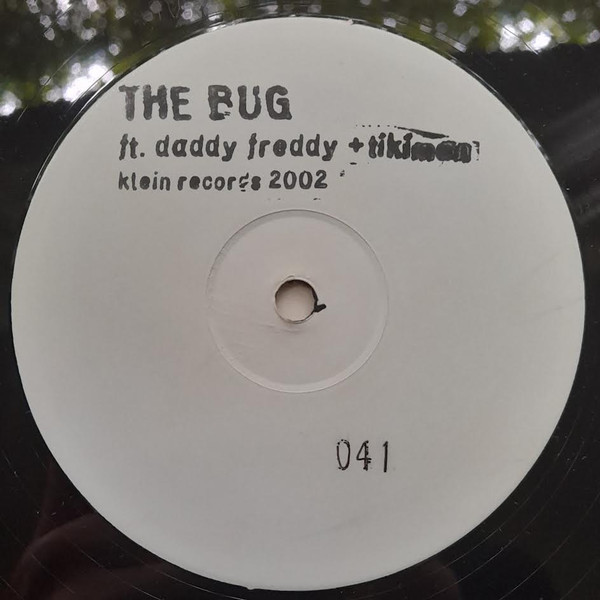 THE BUG
ft. daddy freddy + tikiman
klein records 2002
041